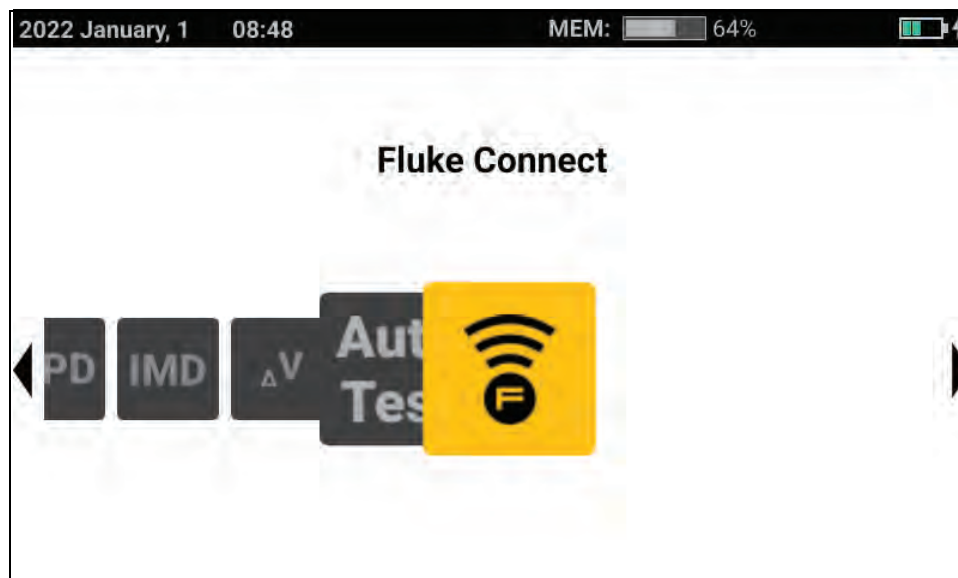 2022 January, 1 08:48 MEM: 64%
Fluke Connect
PD IMD ΔV Aut
Tes
F